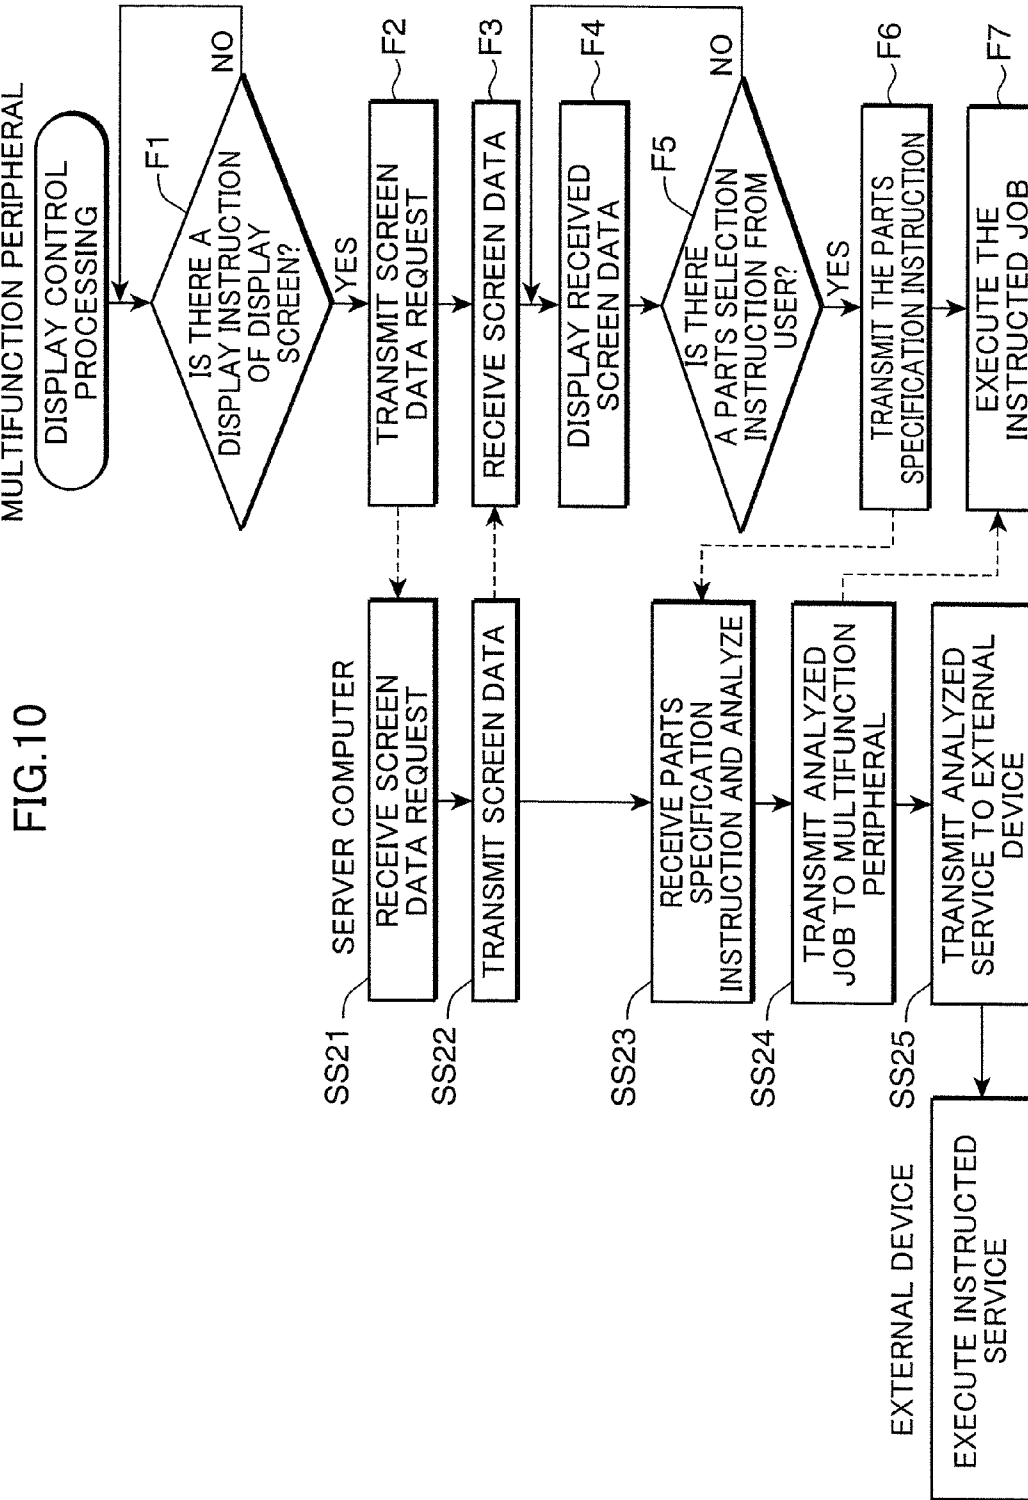 FIG.10
MULTIFUNCTION PERIPHERAL
DISPLAY CONTROL
PROCESSING
F1
IS THERE A
DISPLAY INSTRUCTION
OF DISPLAY
SCREEN?
NO
YES
F2
TRANSMIT SCREEN
DATA REQUEST
F3
RECEIVE SCREEN DATA
F4
DISPLAY RECEIVED
SCREEN DATA
F5
IS THERE
A PARTS SELECTION
INSTRUCTION FROM
USER?
NO
YES
F6
TRANSMIT THE PARTS
SPECIFICATION INSTRUCTION
F7
EXECUTE THE
INSTRUCTED JOB
SERVER COMPUTER
SS21
RECEIVE SCREEN
DATA REQUEST
SS22
TRANSMIT SCREEN DATA
SS23
RECEIVE PARTS
SPECIFICATION
INSTRUCTION AND ANALYZE
SS24
TRANSMIT ANALYZED
JOB TO MULTIFUNCTION
PERIPHERAL
SS25
TRANSMIT ANALYZED
SERVICE TO EXTERNAL
DEVICE
EXTERNAL DEVICE
EXECUTE INSTRUCTED
SERVICE